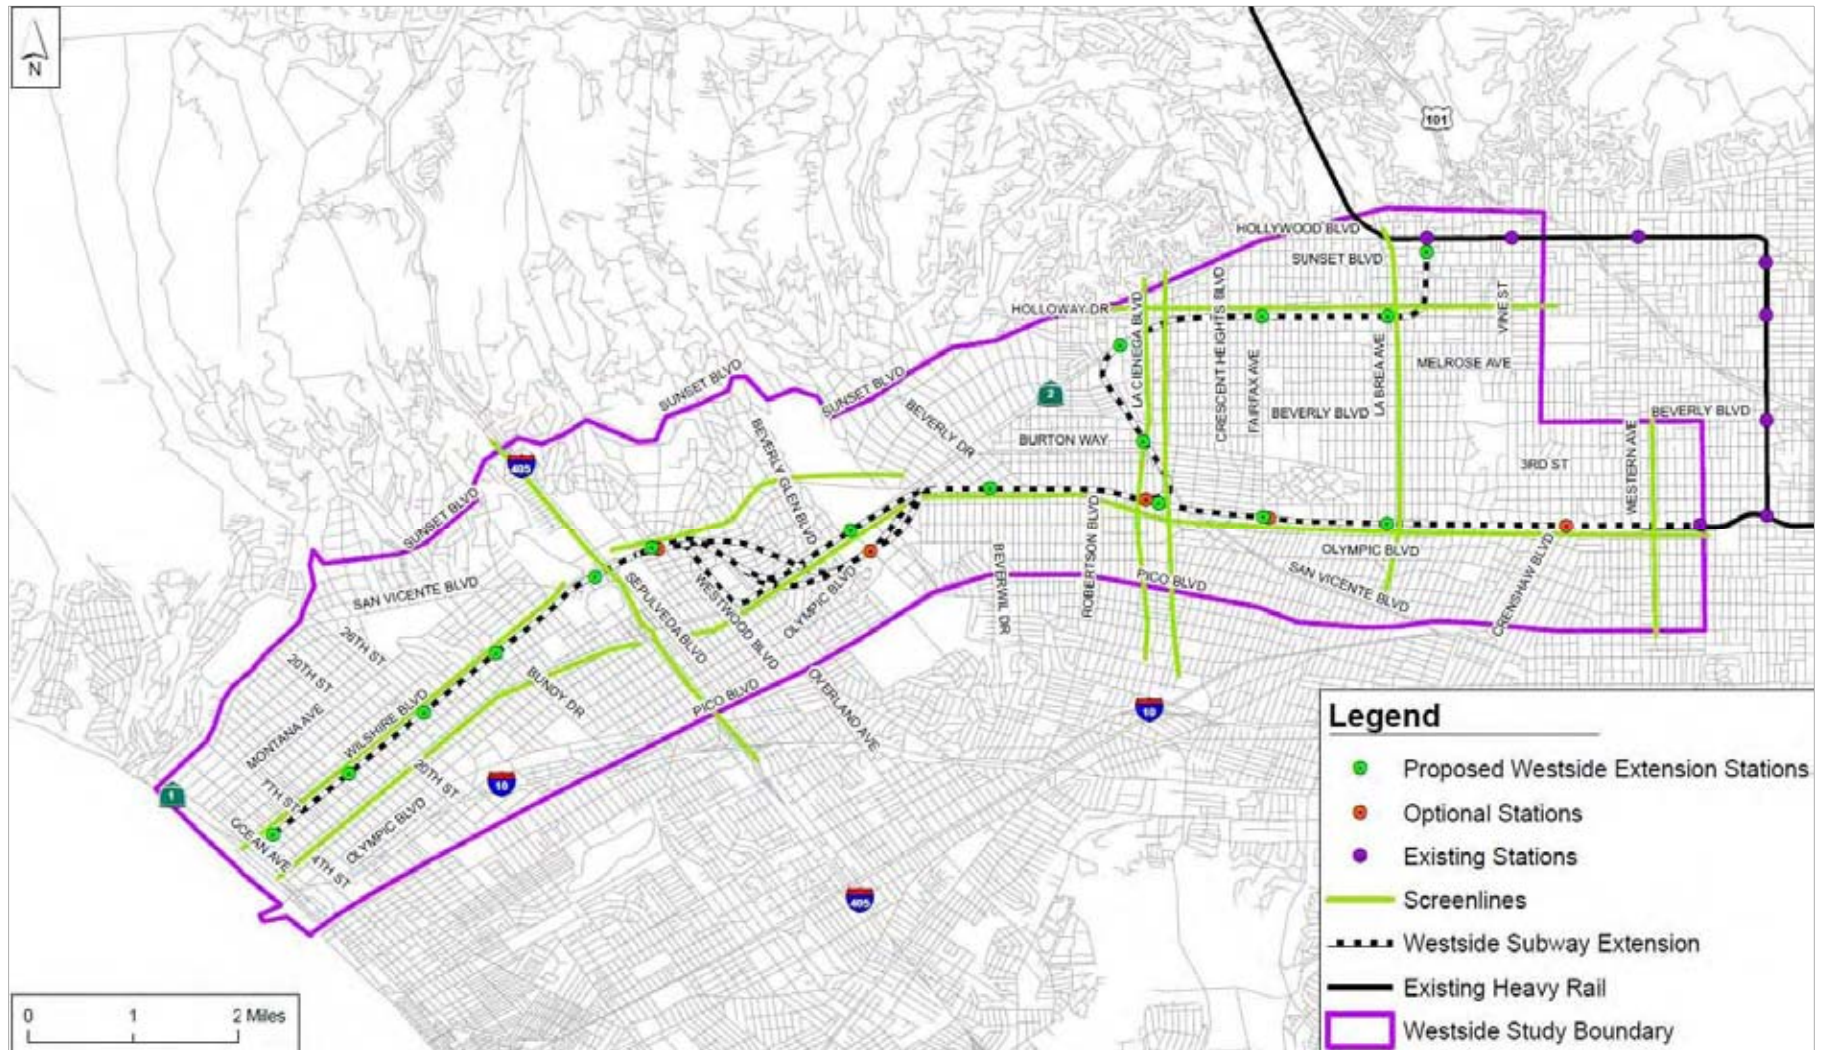 N
101
HOLLYWOOD BLVD
SUNSET BLVD
HOLLOWAY DR
LA CIENEGA BLVD
CRESCENT HEIGHTS BLVD
FAIRFAX AVE
LA BREA AVE
VINE ST
MELROSE AVE
SUNSET BLVD
SUNSET BLVD
2
BEVERLY DR
BEVERLY BLVD
BEVERLY BLVD
BURTON WAY
WESTERN AVE
3RD ST
BEVERLY GLEN BLVD
405
SUNSET BLVD
ROBERTSON BLVD
BEVERWIL DR
OLYMPIC BLVD
SAN VICENTE BLVD
CRENSHAW BLVD
PICO BLVD
SAN VICENTE BLVD
SEPULVEDA BLVD
WESTWOOD BLVD
OLYMPIC BLVD
26TH ST
20TH ST
MONTANA AVE
WILSHIRE BLVD
BUNDY DR
PICO BLVD
OVERLAND AVE
10
1
7TH ST
20TH ST
10
OCEAN AVE
4TH ST
OLYMPIC BLVD
405
Legend
Proposed Westside Extension Stations
Optional Stations
Existing Stations
Screenlines
Westside Subway Extension
Existing Heavy Rail
Westside Study Boundary
0 1 2 Miles